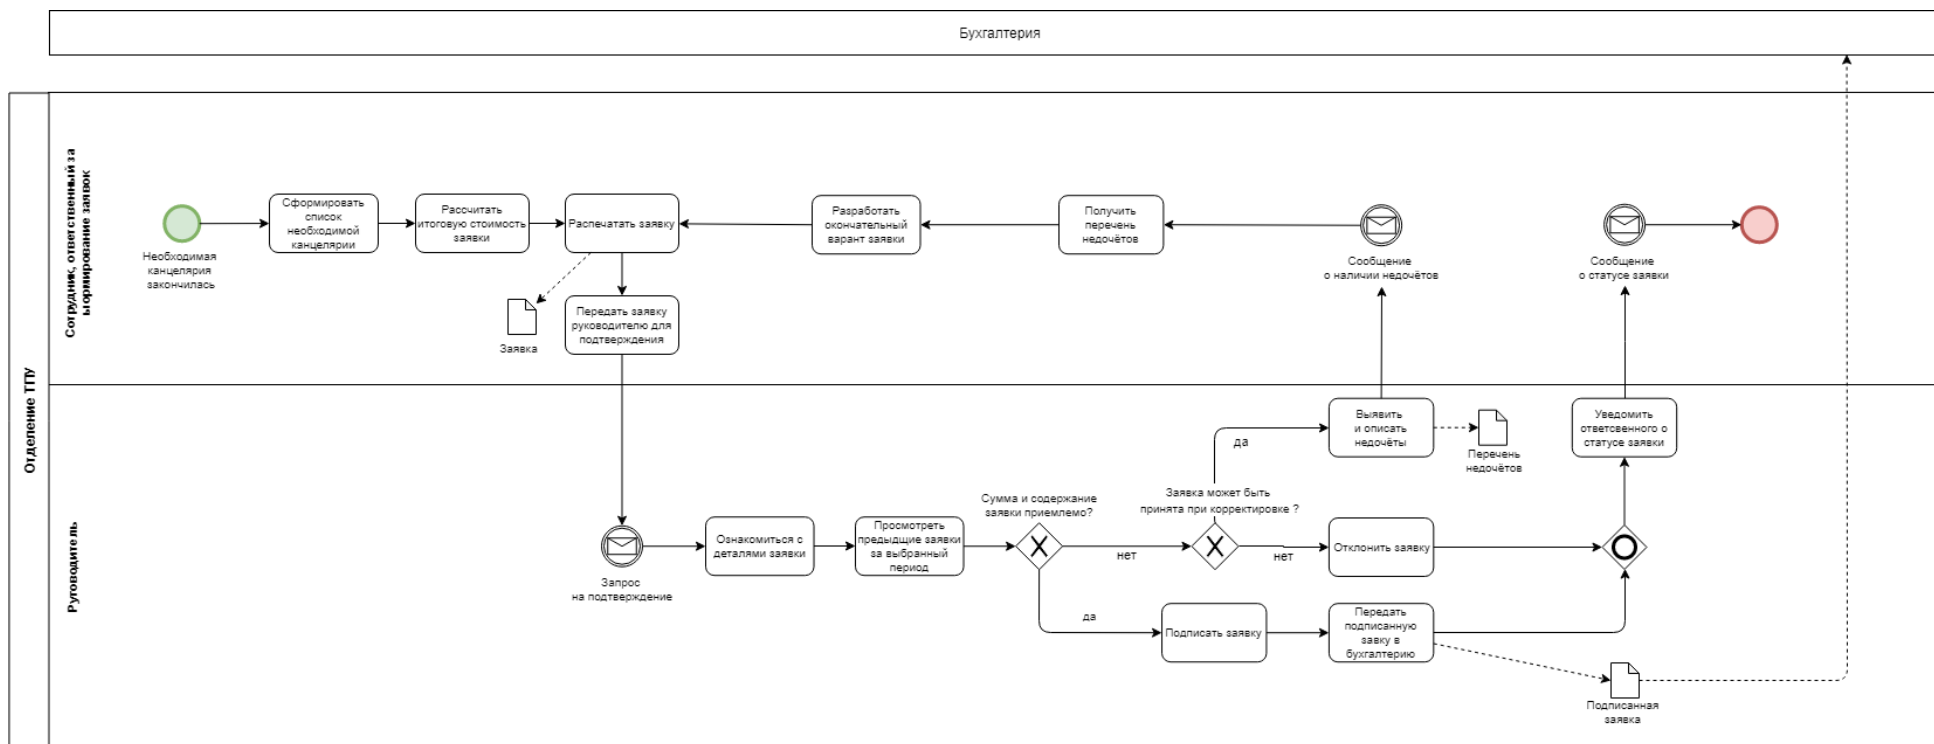 Бухгалтерия
Отделение ТПУ
Сотрудник, ответственный за
формирование заявок
Необходимая
канцелярия
закончилась
Сформировать
список
необходимой
канцелярии
Рассчитать
итоговую стоимость
заявки
Распечатать заявку
Заявка
Передать заявку
руководителю для
подтверждения
Разработать
окончательный
варант заявки
Получить
перечень
недочётов
Сообщение
о наличии недочётов
Сообщение
о статусе заявки
Руководитель
Запрос
на подтверждение
Ознакомиться с
деталями заявки
Просмотреть
предыдщие заявки
за выбранный
период
Сумма и содержание
заявки приемлемо?
нет
да
Заявка может быть
принята при корректировке ?
да
нет
Выявить
и описать
недочёты
Перечень
недочётов
Отклонить заявку
Подписать заявку
Передать
подписанную
завку в
бухгалтерию
Уведомить
ответсвенного о
статусе заявки
Подписанная
заявка